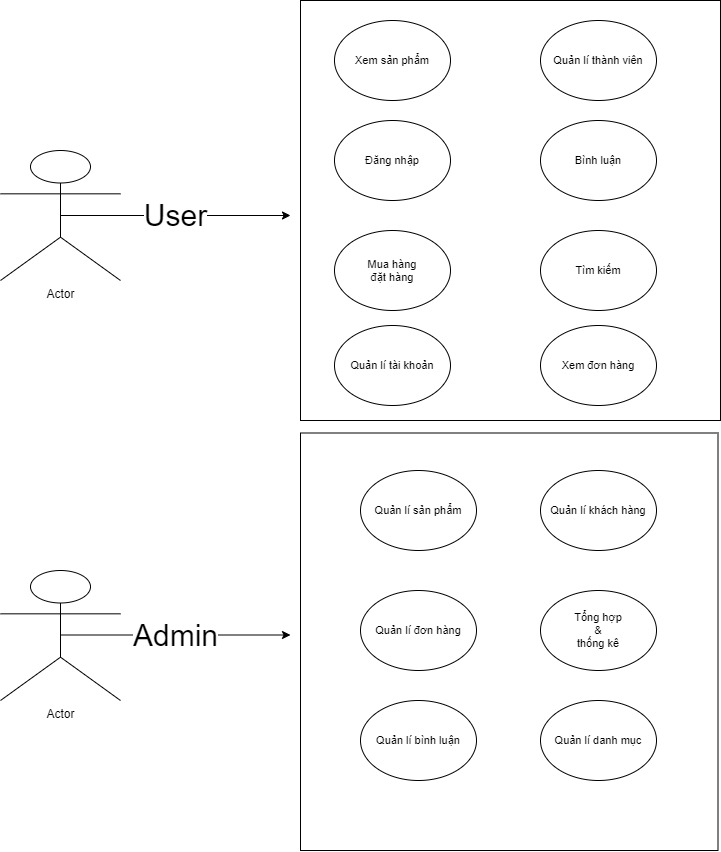 Xem sản phẩm
Quản lí thành viên
Đăng nhập
Bình luận
User
Mua hàng
đặt hàng
Tìm kiếm
Actor
Quản lí tài khoản
Xem đơn hàng
Quản lí sản phẩm
Quản lí khách hàng
Tổng hợp
&
thống kê
Quản lí đơn hàng
Admin
Actor
Quản lí bình luận
Quản lí danh mục